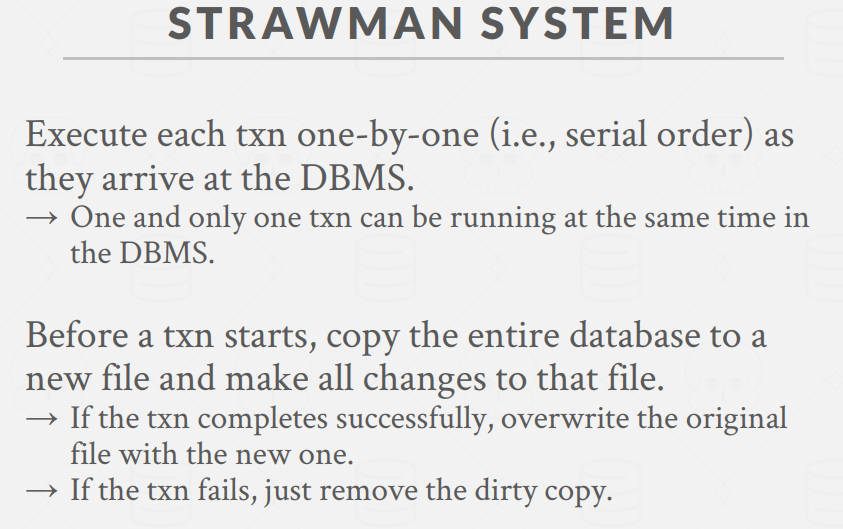 STRAWMAN SYSTEM
Execute each txn one-by-one (i.e., serial order) as
they arrive at the DBMS.
→ One and only one txn can be running at the same time in
the DBMS.
Before a txn starts, copy the entire database to a
new file and make all changes to that file.
→ If the txn completes successfully, overwrite the original
file with the new one.
→ If the txn fails, just remove the dirty copy.